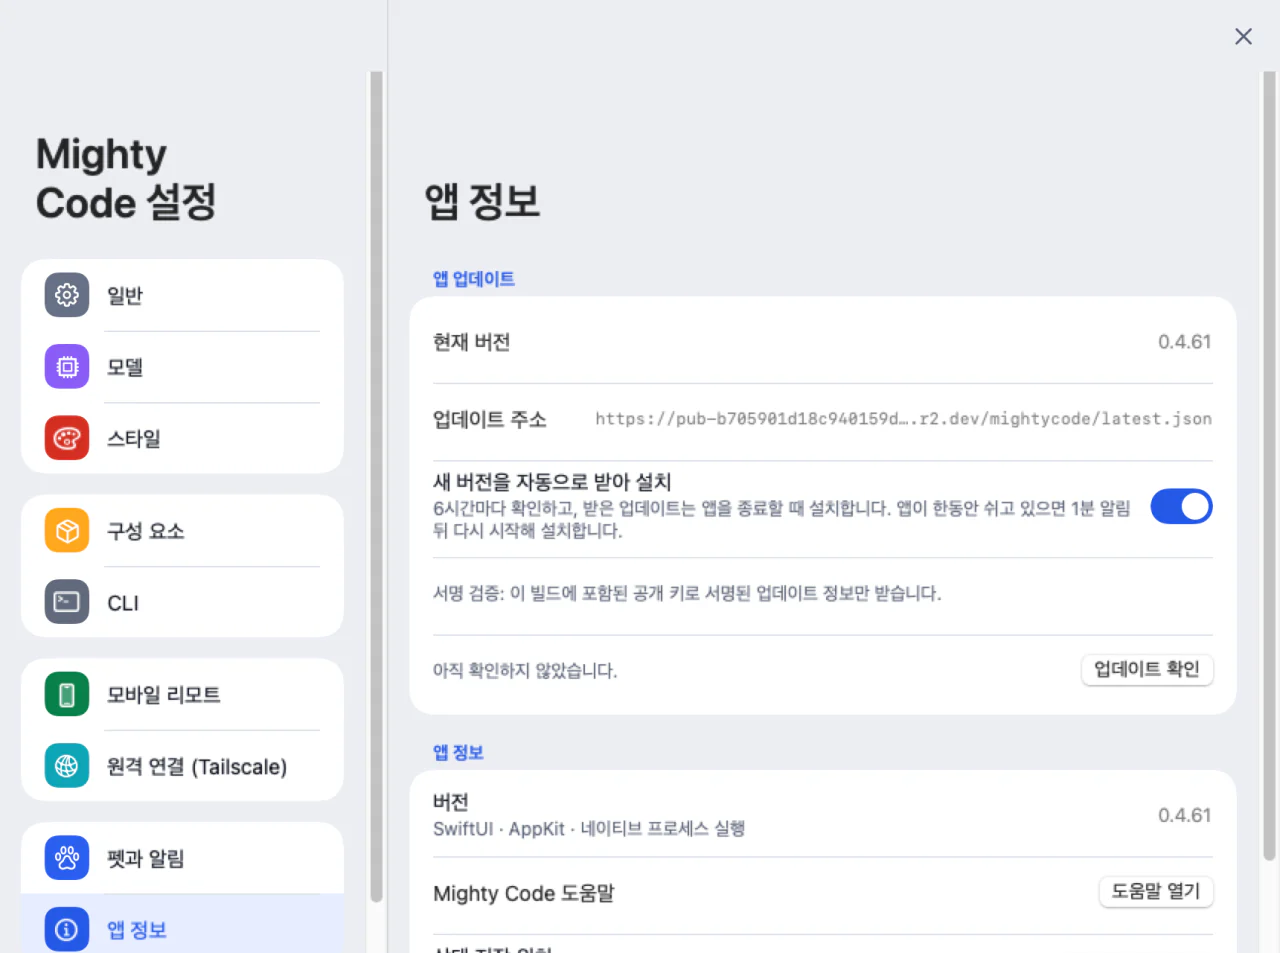 Mighty
Code 설정
일반
모델
스타일
구성 요소
CLI
모바일 리모트
원격 연결 (Tailscale)
펫과 알림
앱 정보
앱 정보
앱 업데이트
현재 버전 0.4.61
업데이트 주소 https://pub-b705901d18c940159d….r2.dev/mightycode/latest.json
새 버전을 자동으로 받아 설치
6시간마다 확인하고, 받은 업데이트는 앱을 종료할 때 설치합니다. 앱이 한동안 쉬고 있으면 1분 알림
뒤 다시 시작해 설치합니다.
서명 검증: 이 빌드에 포함된 공개 키로 서명된 업데이트 정보만 받습니다.
아직 확인하지 않았습니다. 업데이트 확인
앱 정보
버전 0.4.61
SwiftUI · AppKit · 네이티브 프로세스 실행
Mighty Code 도움말 도움말 열기